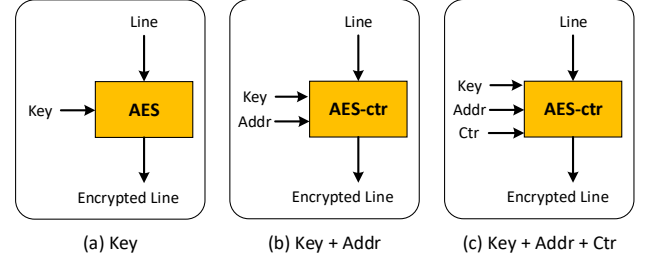 Line
Key
AES
Encrypted Line
(a) Key
Line
Key
Addr
AES-ctr
Encrypted Line
(b) Key + Addr
Line
Key
Addr
Ctr
AES-ctr
Encrypted Line
(c) Key + Addr + Ctr